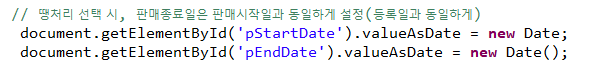 // 땡처리 선택 시, 판매종료일은 판매시작일과 동일하게 설정(등록일과 동일하게)
document.getElementById('pStartDate').valueAsDate = new Date;
document.getElementById('pEndDate').valueAsDate = new Date();